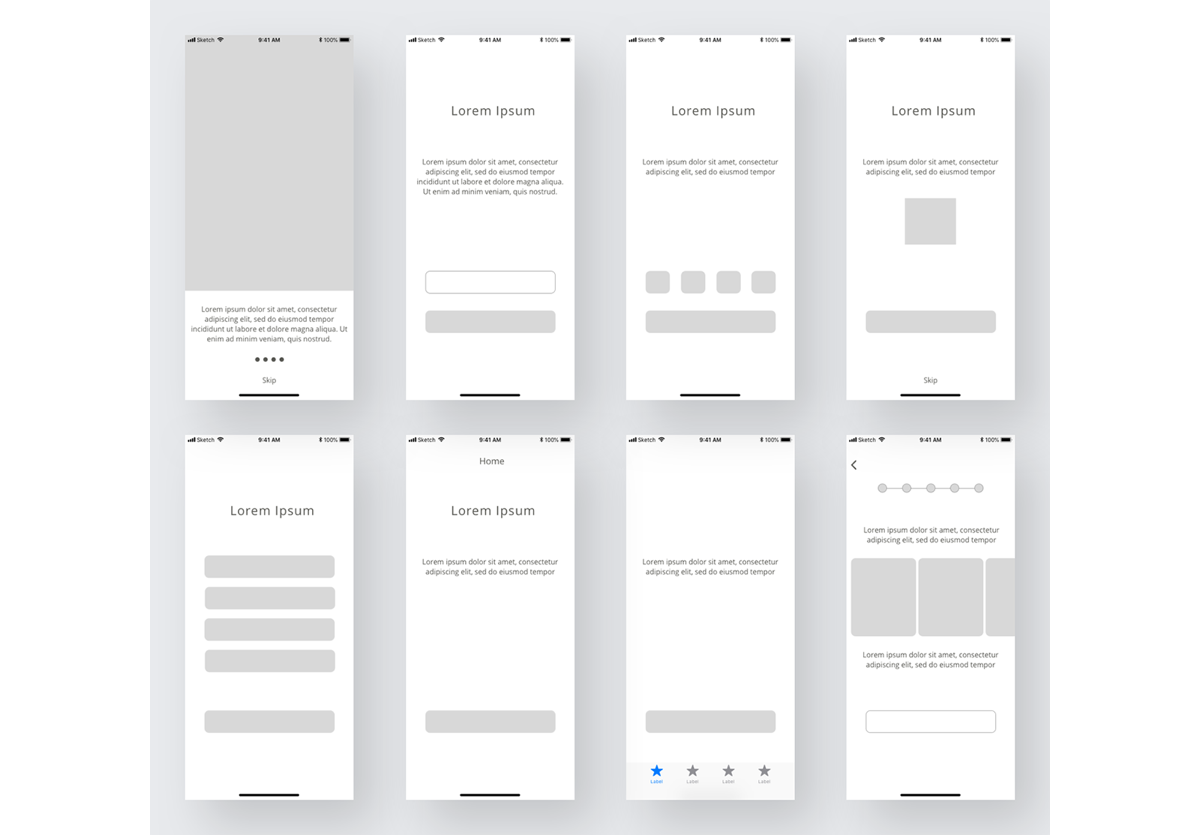 Sketch 9:41 AM 100%
Lorem ipsum dolor sit amet, consectetur
adipiscing elit, sed do eiusmod tempor
incididunt ut labore et dolore magna aliqua. Ut
enim ad minim veniam, quis nostrud.
Skip
Sketch 9:41 AM 100%
Lorem Ipsum
Lorem ipsum dolor sit amet, consectetur
adipiscing elit, sed do eiusmod tempor
incididunt ut labore et dolore magna aliqua.
Ut enim ad minim veniam, quis nostrud.
Sketch 9:41 AM 100%
Lorem Ipsum
Lorem ipsum dolor sit amet, consectetur
adipiscing elit, sed do eiusmod tempor
Sketch 9:41 AM 100%
Lorem Ipsum
Lorem ipsum dolor sit amet, consectetur
adipiscing elit, sed do eiusmod tempor
Skip
Sketch 9:41 AM 100%
Lorem Ipsum
Sketch 9:41 AM 100%
Home
Lorem Ipsum
Lorem ipsum dolor sit amet, consectetur
adipiscing elit, sed do eiusmod tempor
Sketch 9:41 AM 100%
Lorem ipsum dolor sit amet, consectetur
adipiscing elit, sed do eiusmod tempor
Label Label Label Label
Sketch 9:41 AM 100%
Lorem ipsum dolor sit amet, consectetur
adipiscing elit, sed do eiusmod tempor
Lorem ipsum dolor sit amet, consectetur
adipiscing elit, sed do eiusmod tempor